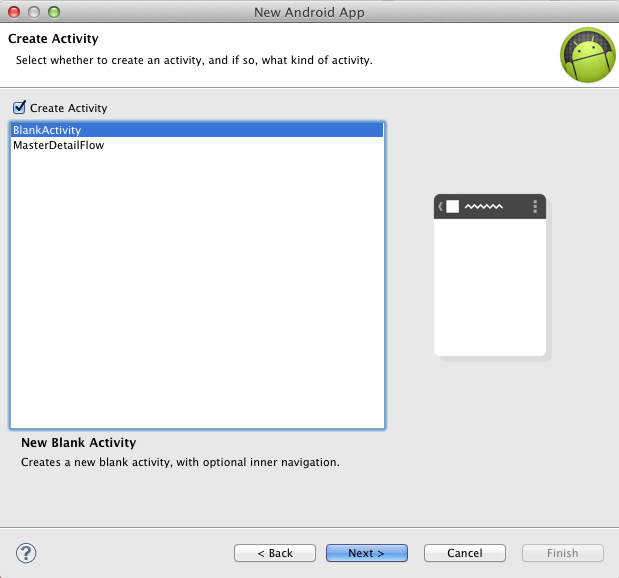 New Android App
Create Activity
Select whether to create an activity, and if so, what kind of activity.
Create Activity
BlankActivity
MasterDetailFlow
New Blank Activity
Creates a new blank activity, with optional inner navigation.
?
< Back
Next >
Cancel
Finish